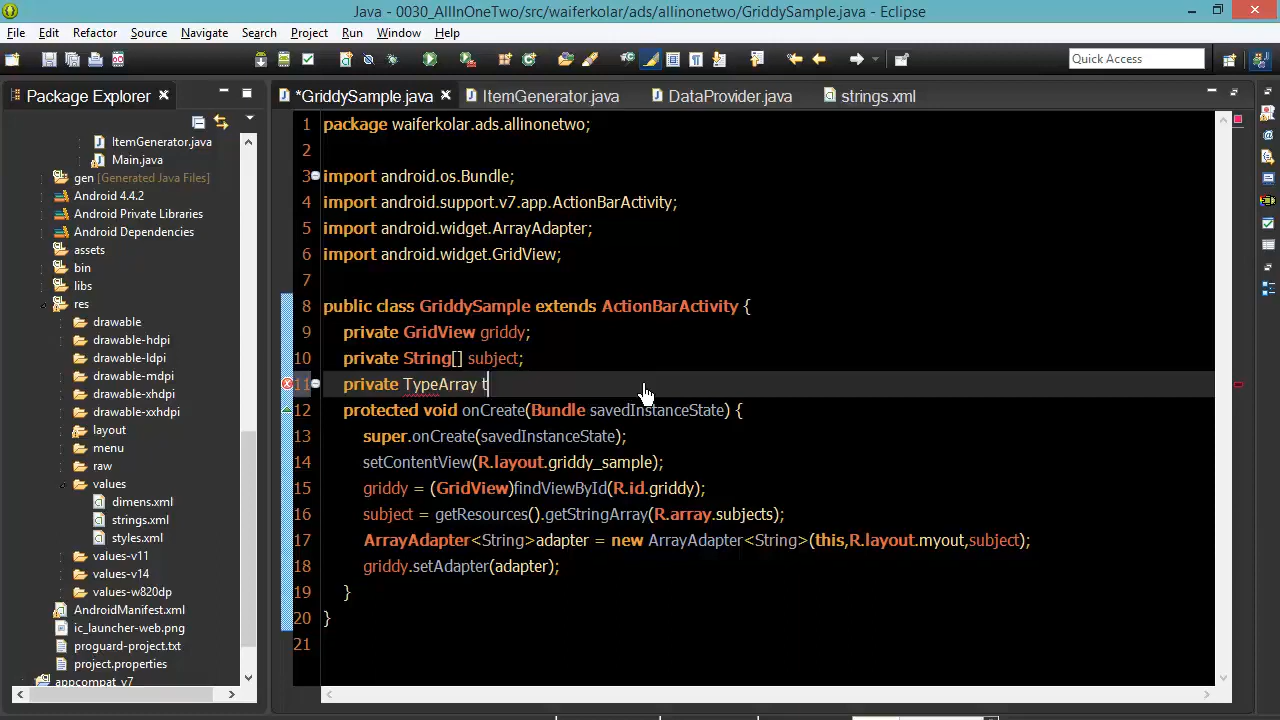 Java - 0030_AllInOneTwo/src/waiferkolar/ads/allinonetwo/GriddySample.java - Eclipse
File Edit Refactor Source Navigate Search Project Run Window Help
Quick Access
Package Explorer
*GriddySample.java ItemGenerator.java DataProvider.java strings.xml
ItemGenerator.java
Main.java
gen [Generated Java Files]
Android 4.4.2
Android Private Libraries
Android Dependencies
assets
bin
libs
res
drawable
drawable-hdpi
drawable-ldpi
drawable-mdpi
drawable-xhdpi
drawable-xxhdpi
layout
menu
raw
values
dimens.xml
strings.xml
styles.xml
values-v11
values-v14
values-w820dp
AndroidManifest.xml
ic_launcher-web.png
proguard-project.txt
project.properties
appcompat_v7
1 package waiferkolar.ads.allinonetwo;
2
3 import android.os.Bundle;
4 import android.support.v7.app.ActionBarActivity;
5 import android.widget.ArrayAdapter;
6 import android.widget.GridView;
7
8 public class GriddySample extends ActionBarActivity {
9 private GridView griddy;
10 private String[] subject;
11 private TypeArray t
12 protected void onCreate(Bundle savedInstanceState) {
13 super.onCreate(savedInstanceState);
14 setContentView(R.layout.griddy_sample);
15 griddy = (GridView)findViewById(R.id.griddy);
16 subject = getResources().getStringArray(R.array.subjects);
17 ArrayAdapter<String>adapter = new ArrayAdapter<String>(this,R.layout.myout,subject);
18 griddy.setAdapter(adapter);
19 }
20 }
21